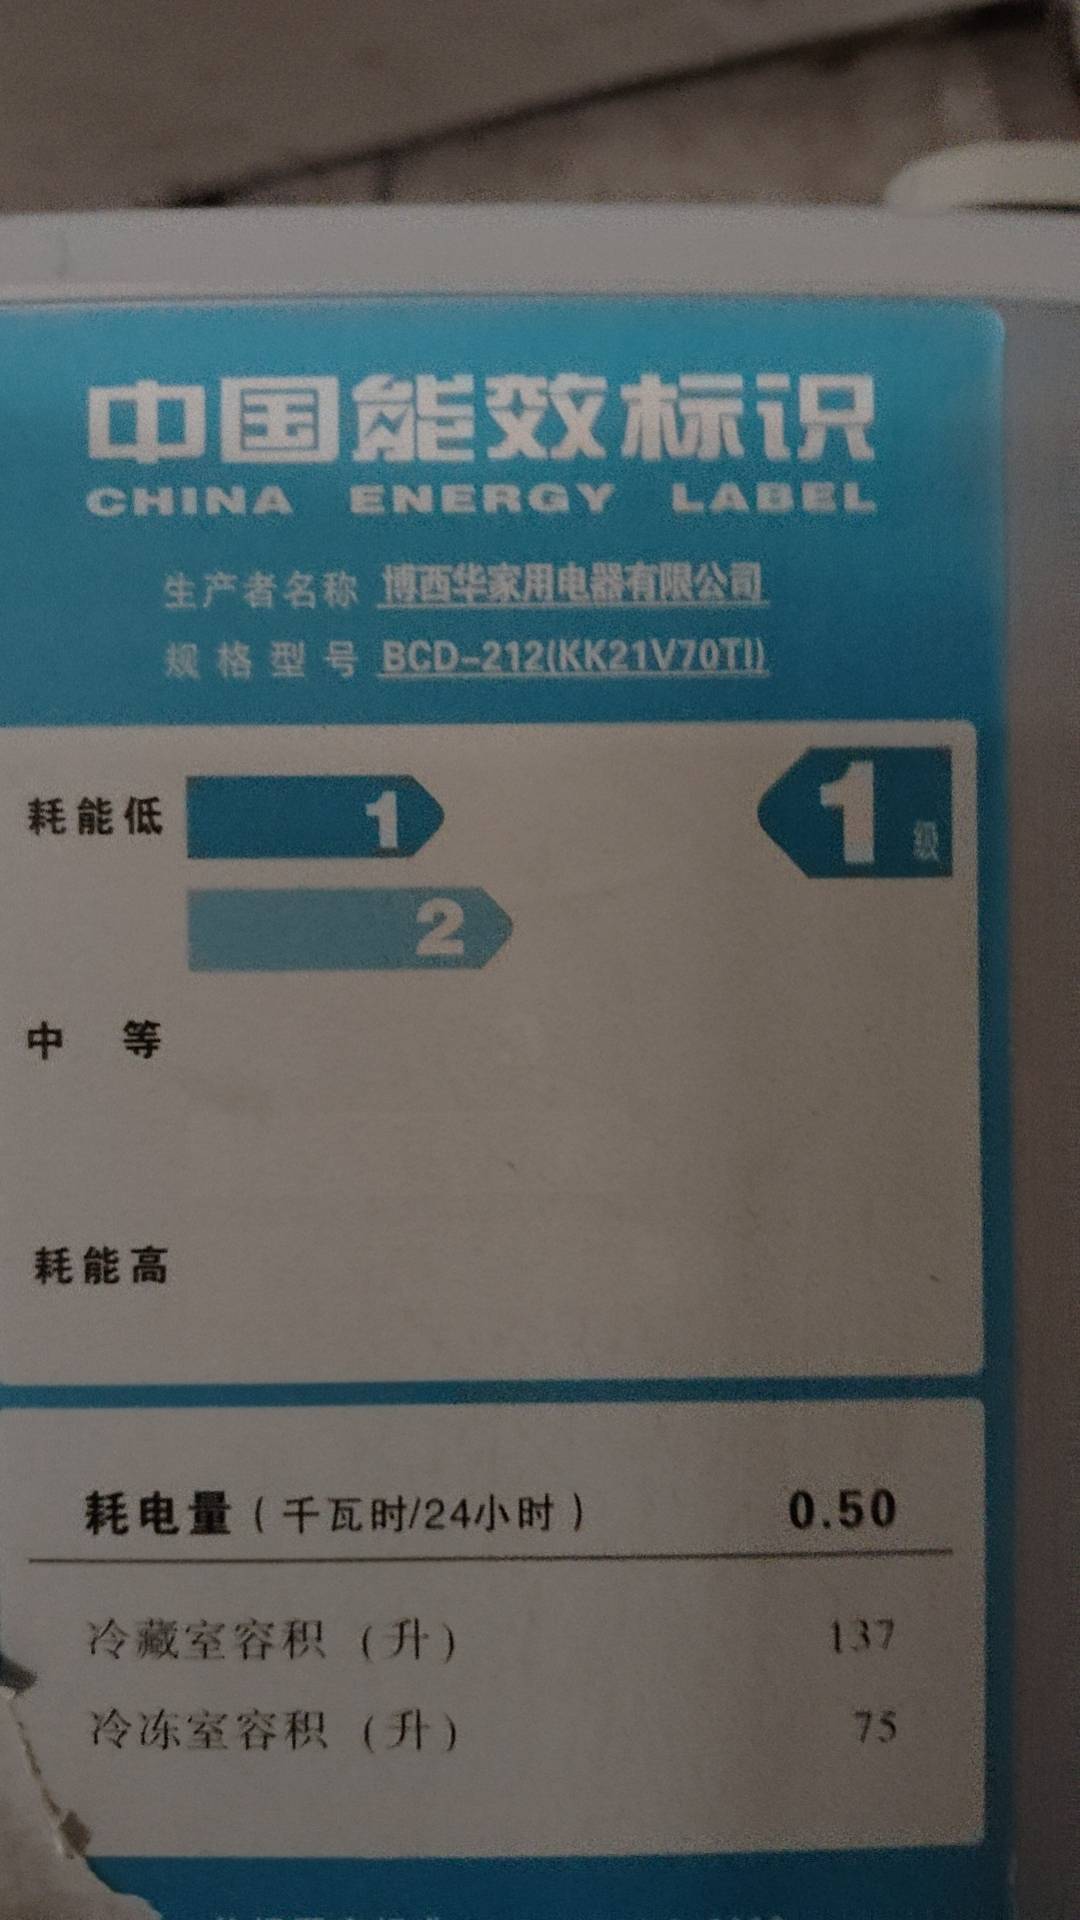 中国能效标识
CHINA ENERGY LABEL
生产者名称 博西华家用电器有限公司
规格型号 BCD-212(KK21V70TI)
耗能低 1 1级
2
中 等
耗能高
耗电量（千瓦时/24小时） 0.50
冷藏室容积（升） 137
冷冻室容积（升） 75